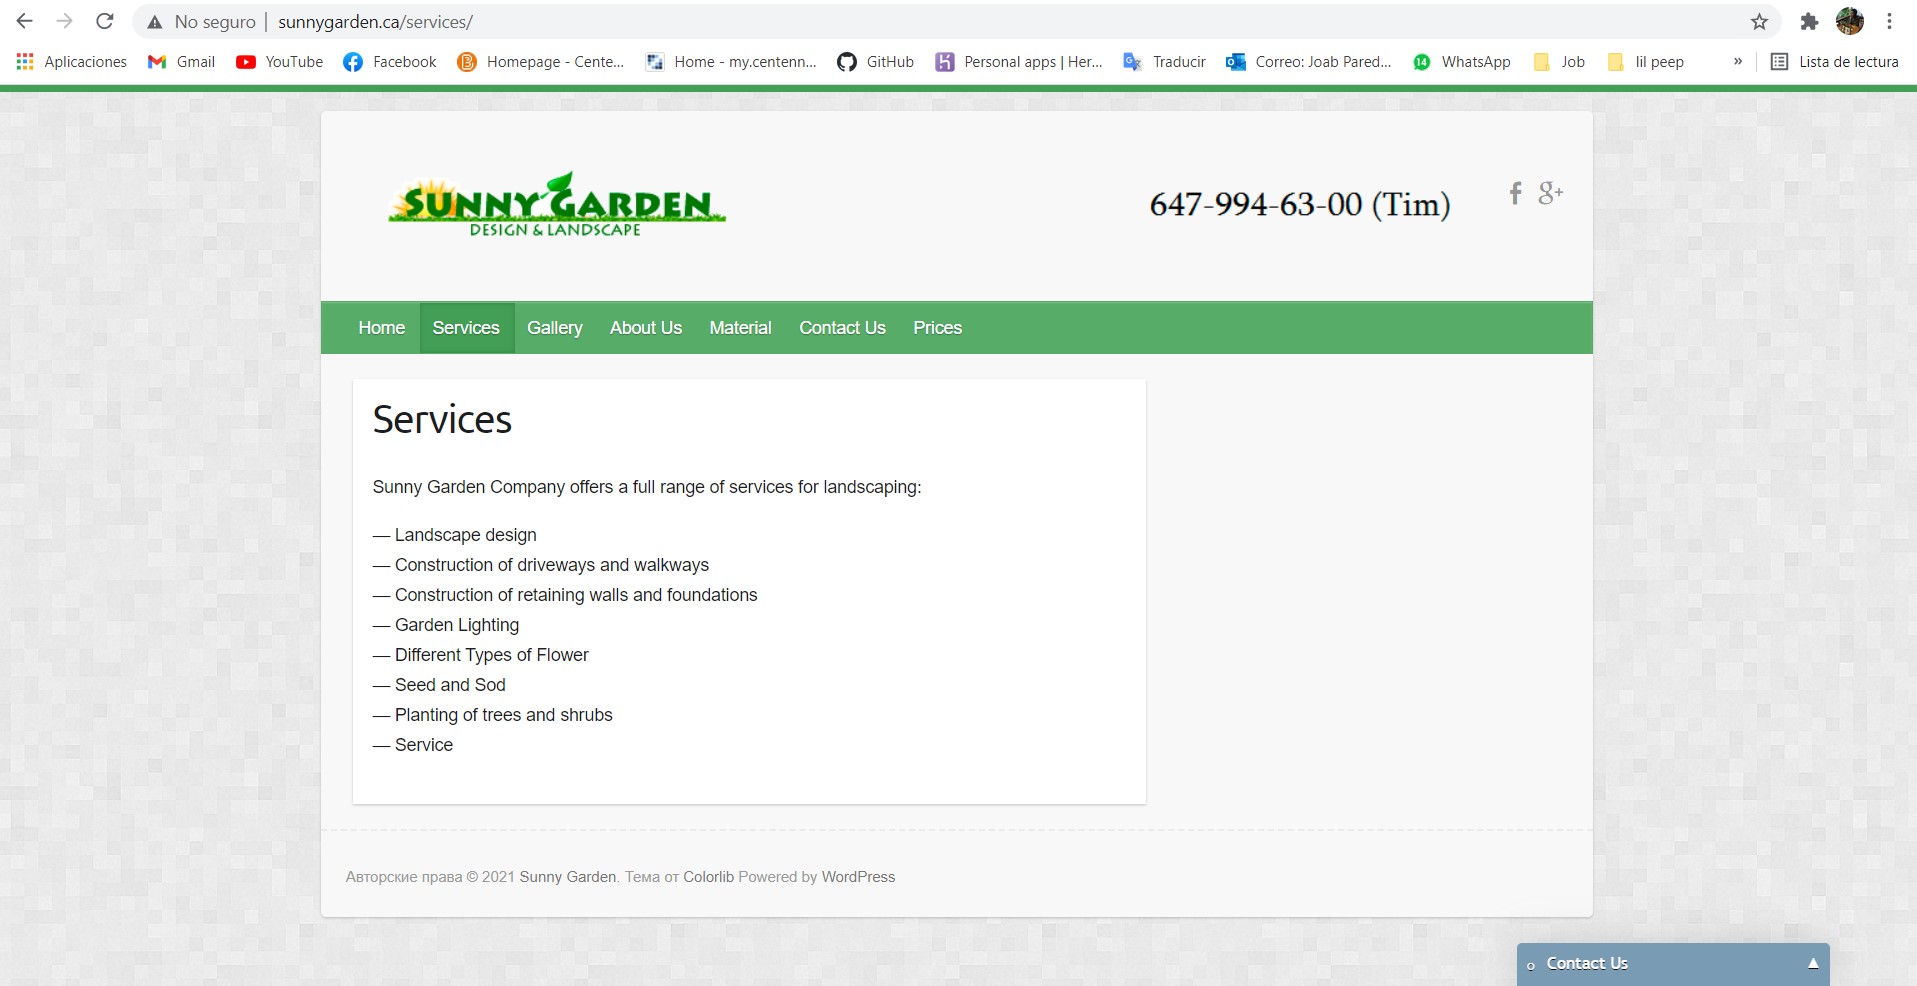 No seguro | sunnygarden.ca/services/
Aplicaciones Gmail YouTube Facebook Homepage - Cente... Home - my.centenn... GitHub Personal apps | Her... Traducir Correo: Joab Pared... 14 WhatsApp Job lil peep » Lista de lectura
SUNNY GARDEN
DESIGN & LANDSCAPE
647-994-63-00 (Tim)
Home Services Gallery About Us Material Contact Us Prices
Services
Sunny Garden Company offers a full range of services for landscaping:
— Landscape design
— Construction of driveways and walkways
— Construction of retaining walls and foundations
— Garden Lighting
— Different Types of Flower
— Seed and Sod
— Planting of trees and shrubs
— Service
Авторские права © 2021 Sunny Garden. Тема от Colorlib Powered by WordPress
Contact Us